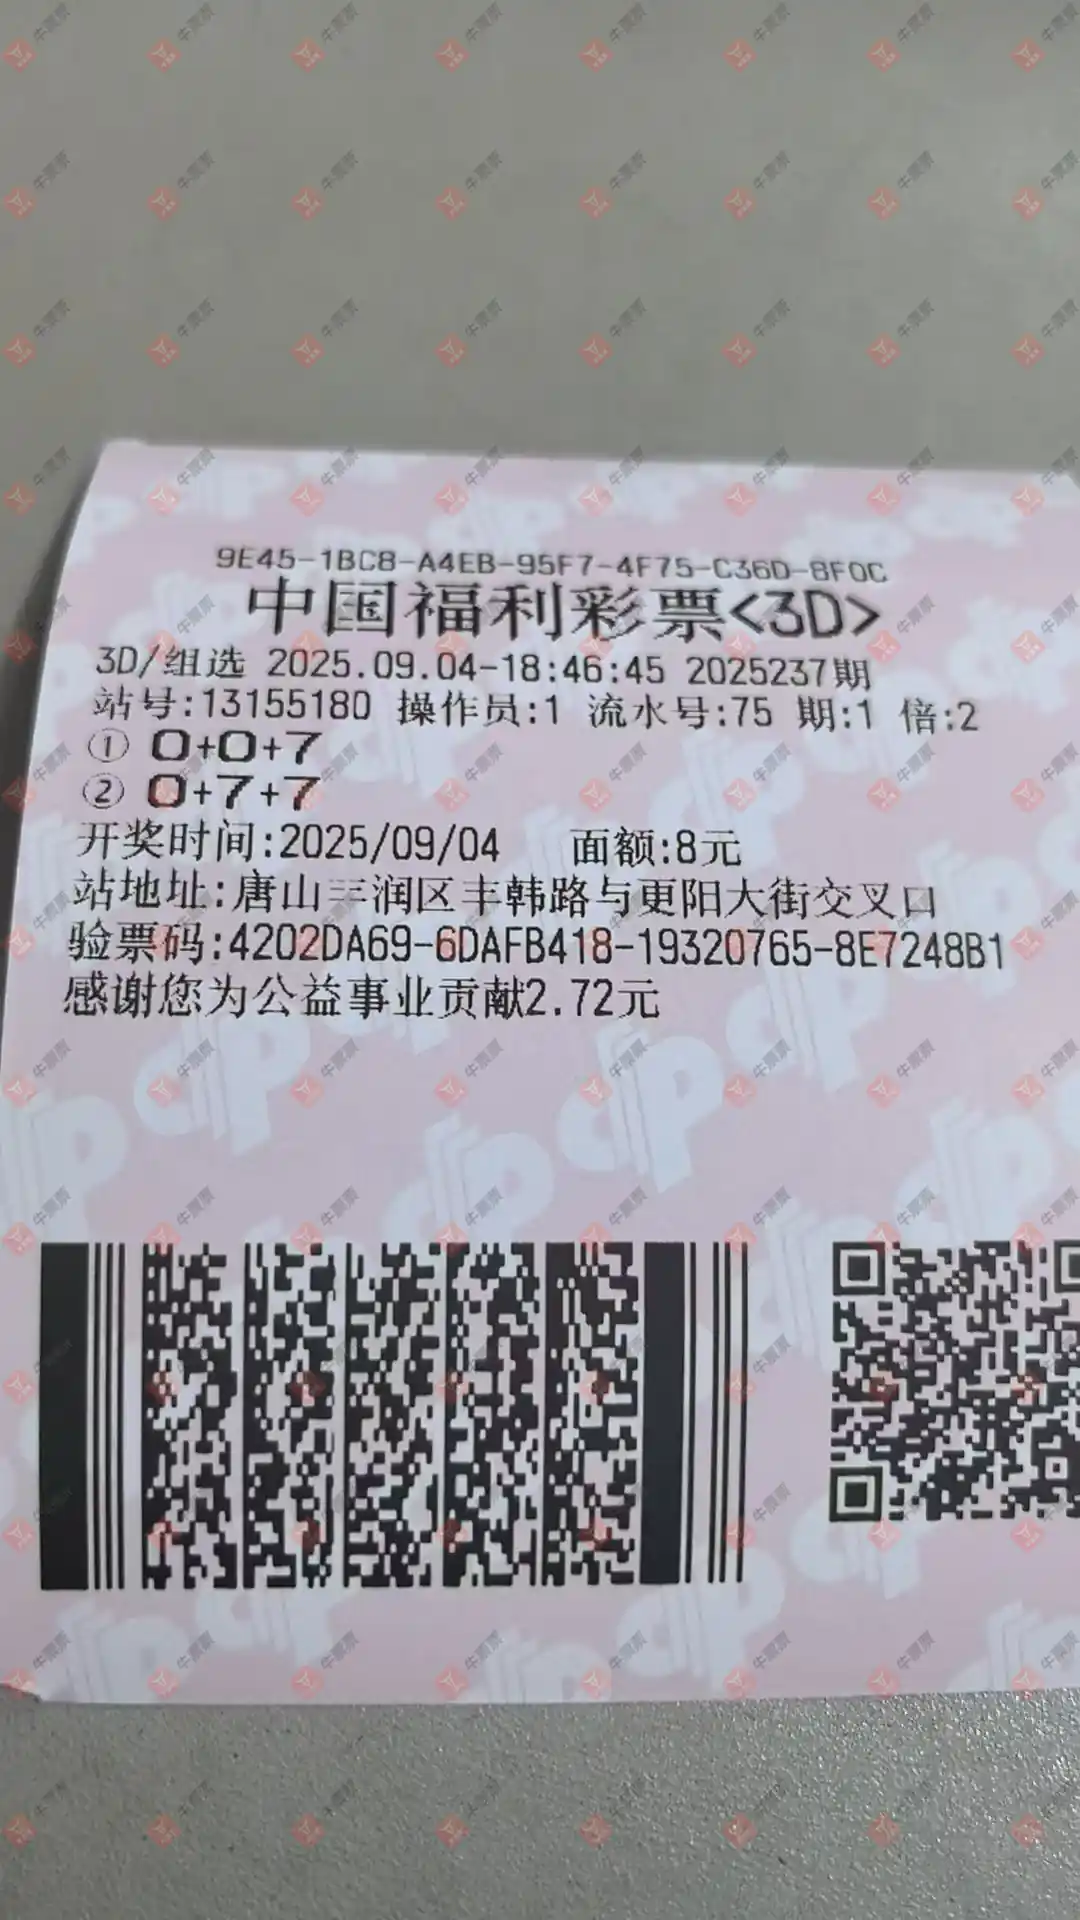 9E45-1BC8-A4EB-95F7-4F75-C36D-8F0C
中国福利彩票<3D>
3D/组选 2025.09.04-18:46:45 2025237期
站号:13155180 操作员:1 流水号:75 期:1 倍:2
① 0+0+7
② 0+7+7
开奖时间:2025/09/04 面额:8元
站地址:唐山丰润区丰韩路与更阳大街交叉口
验票码:4202DA69-6DAFB418-19320765-8E7248B1
感谢您为公益事业贡献2.72元
牛票票